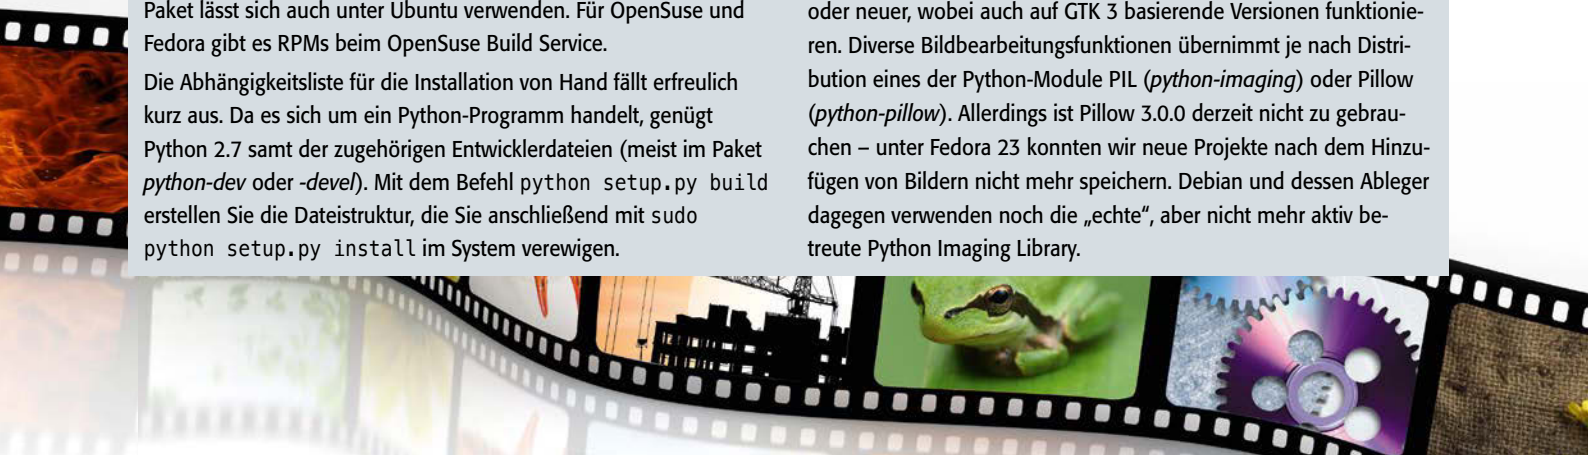 Paket lässt sich auch unter Ubuntu verwenden. Für OpenSuse und
Fedora gibt es RPMs beim OpenSuse Build Service.
Die Abhängigkeitsliste für die Installation von Hand fällt erfreulich
kurz aus. Da es sich um ein Python-Programm handelt, genügt
Python 2.7 samt der zugehörigen Entwicklerdateien (meist im Paket
python-dev oder -devel). Mit dem Befehl python setup.py build
erstellen Sie die Dateistruktur, die Sie anschließend mit sudo
python setup.py install im System verewigen.
oder neuer, wobei auch auf GTK 3 basierende Versionen funktionie-
ren. Diverse Bildbearbeitungsfunktionen übernimmt je nach Distri-
bution eines der Python-Module PIL (python-imaging) oder Pillow
(python-pillow). Allerdings ist Pillow 3.0.0 derzeit nicht zu gebrau-
chen – unter Fedora 23 konnten wir neue Projekte nach dem Hinzu-
fügen von Bildern nicht mehr speichern. Debian und dessen Ableger
dagegen verwenden noch die „echte“, aber nicht mehr aktiv be-
treute Python Imaging Library.